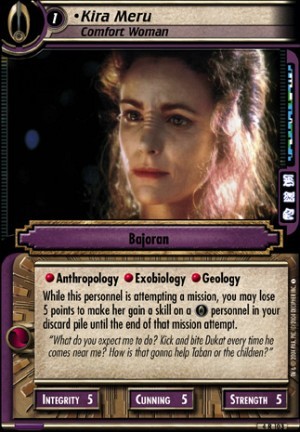 1
•Kira Meru
Comfort Woman
Bajoran
Anthropology Exobiology Geology
While this personnel is attempting a mission, you may lose
5 points to make her gain a skill on a personnel in your
discard pile until the end of that mission attempt.
"What do you expect me to do? Kick and bite Dukat every time he
comes near me? How is that gonna help Taban or the children?"
INTEGRITY 5 CUNNING 5 STRENGTH 5